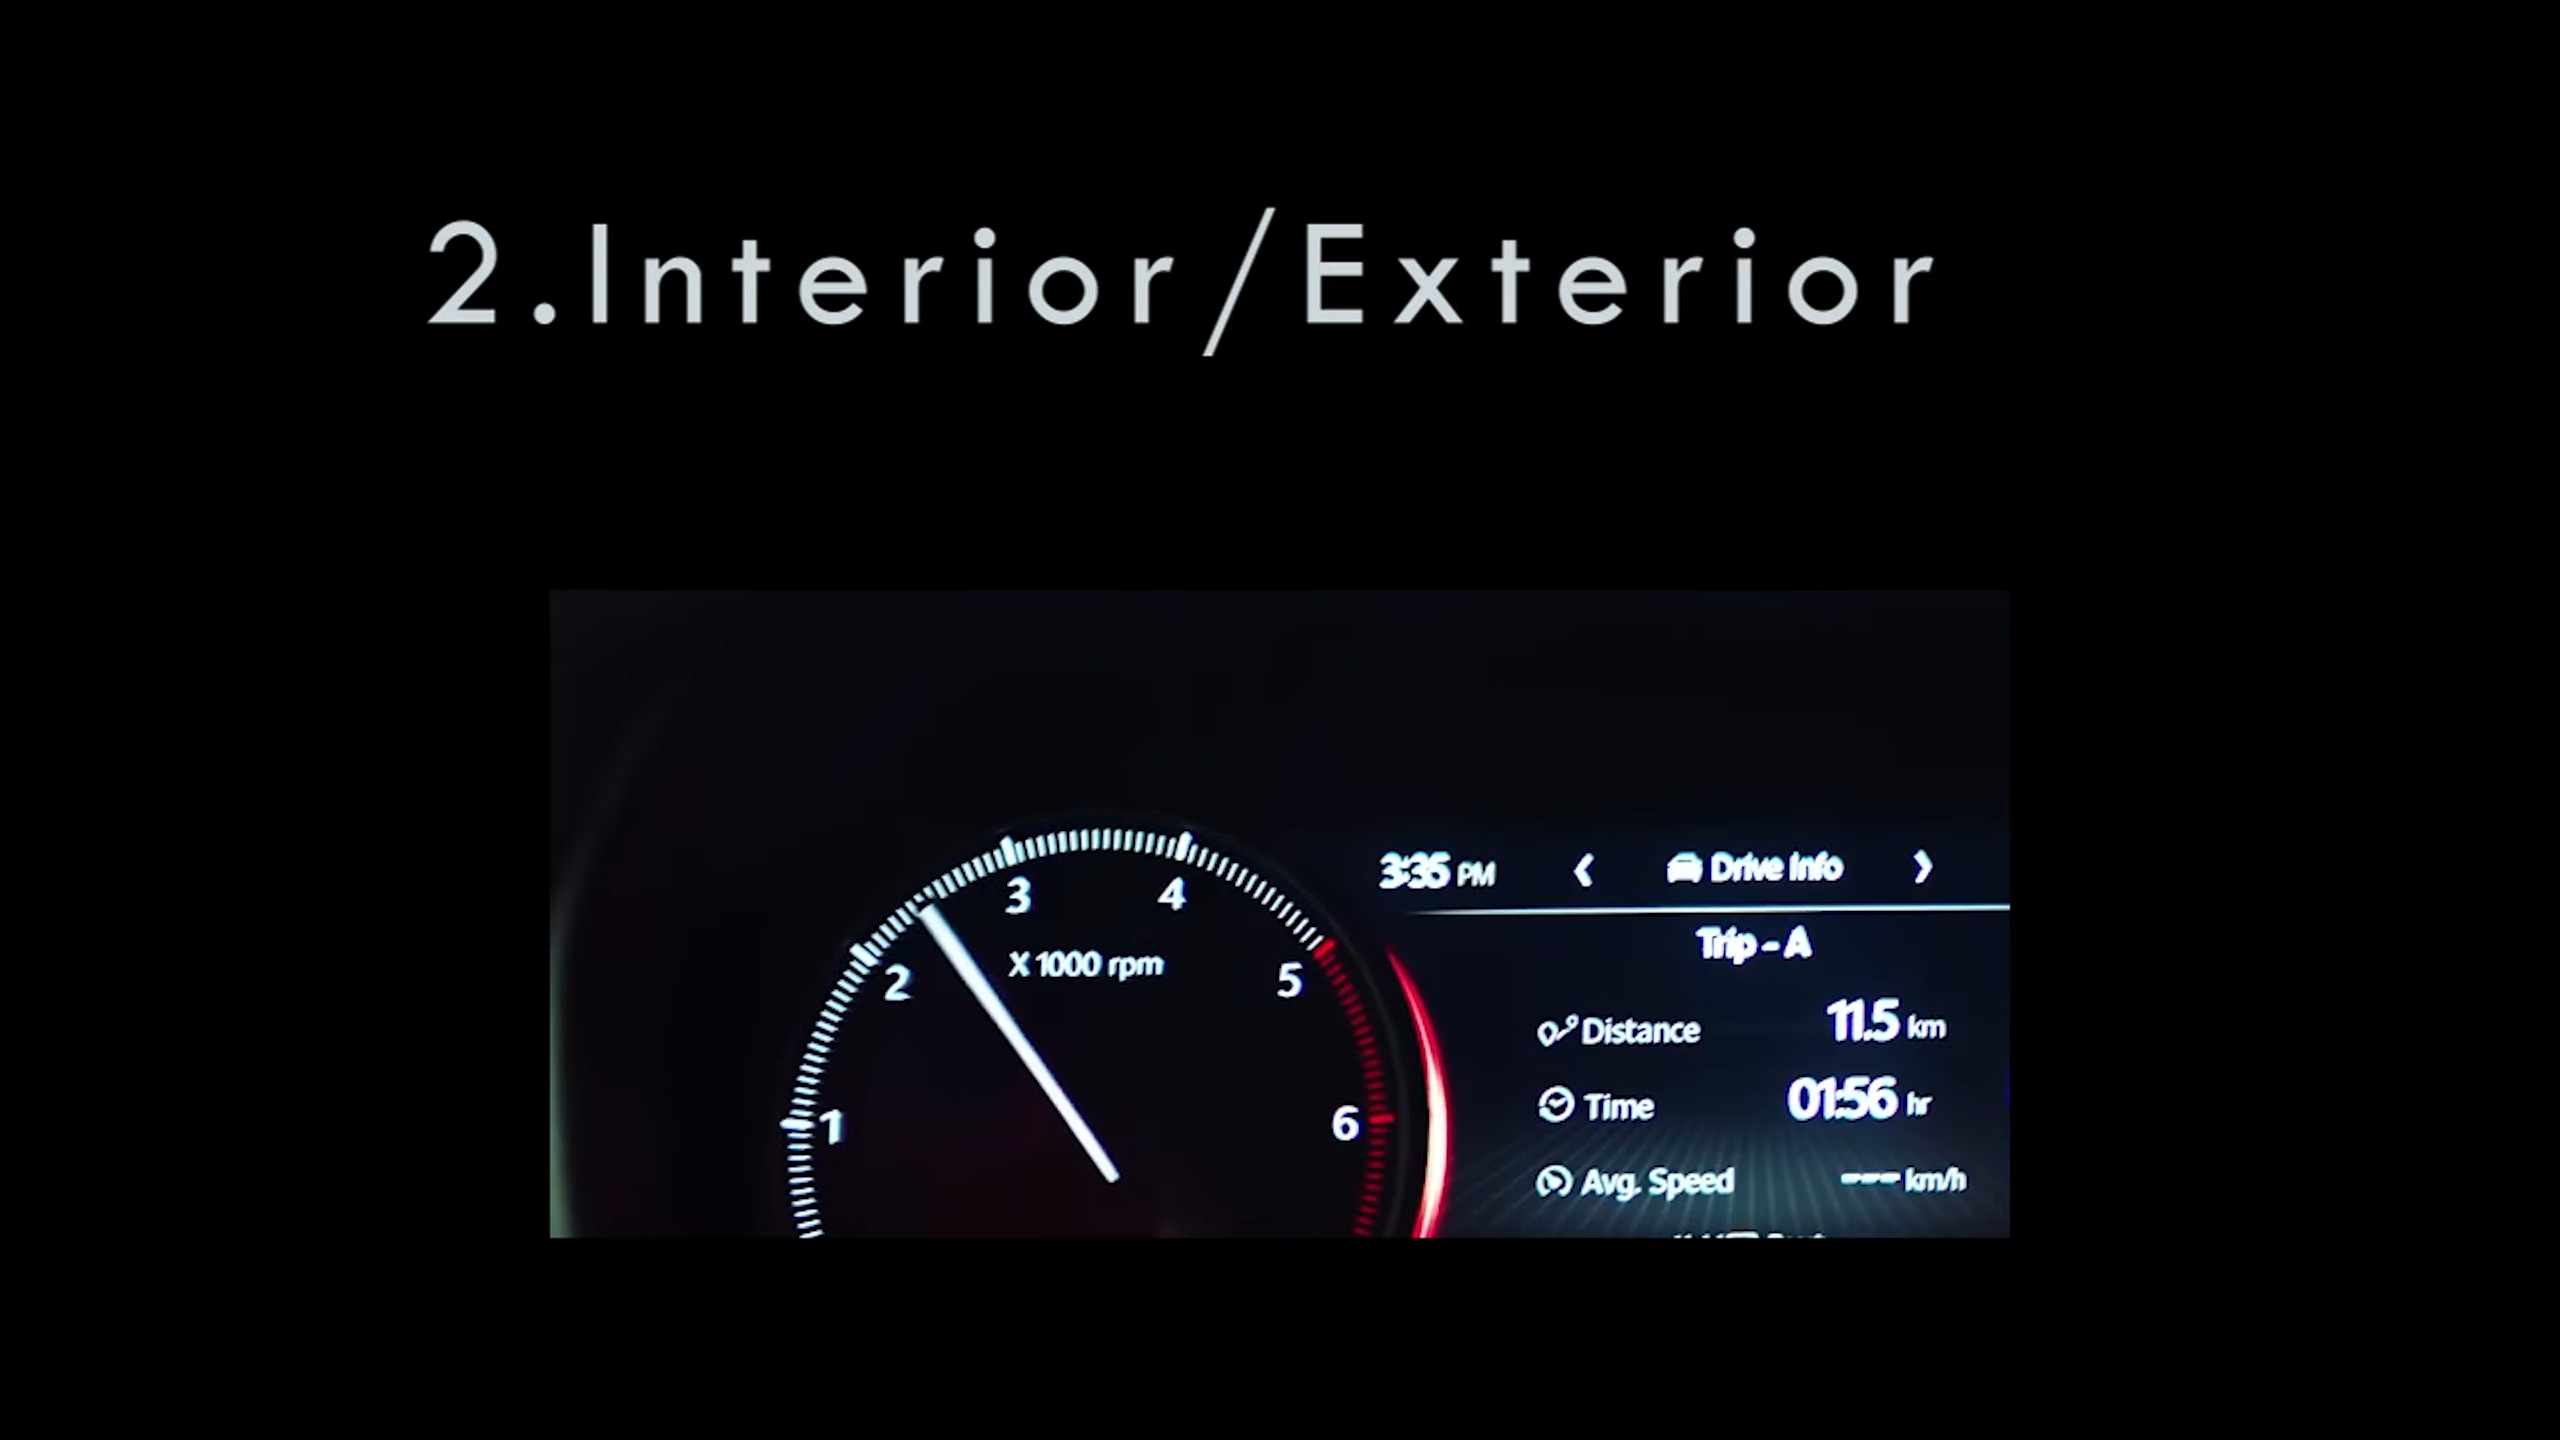 2.Interior/Exterior
3:35 PM
Drive Info
Trip - A
Distance 11.5 km
Time 01:56 hr
Avg. Speed --- km/h
1
2
3
4
5
6
X 1000 rpm